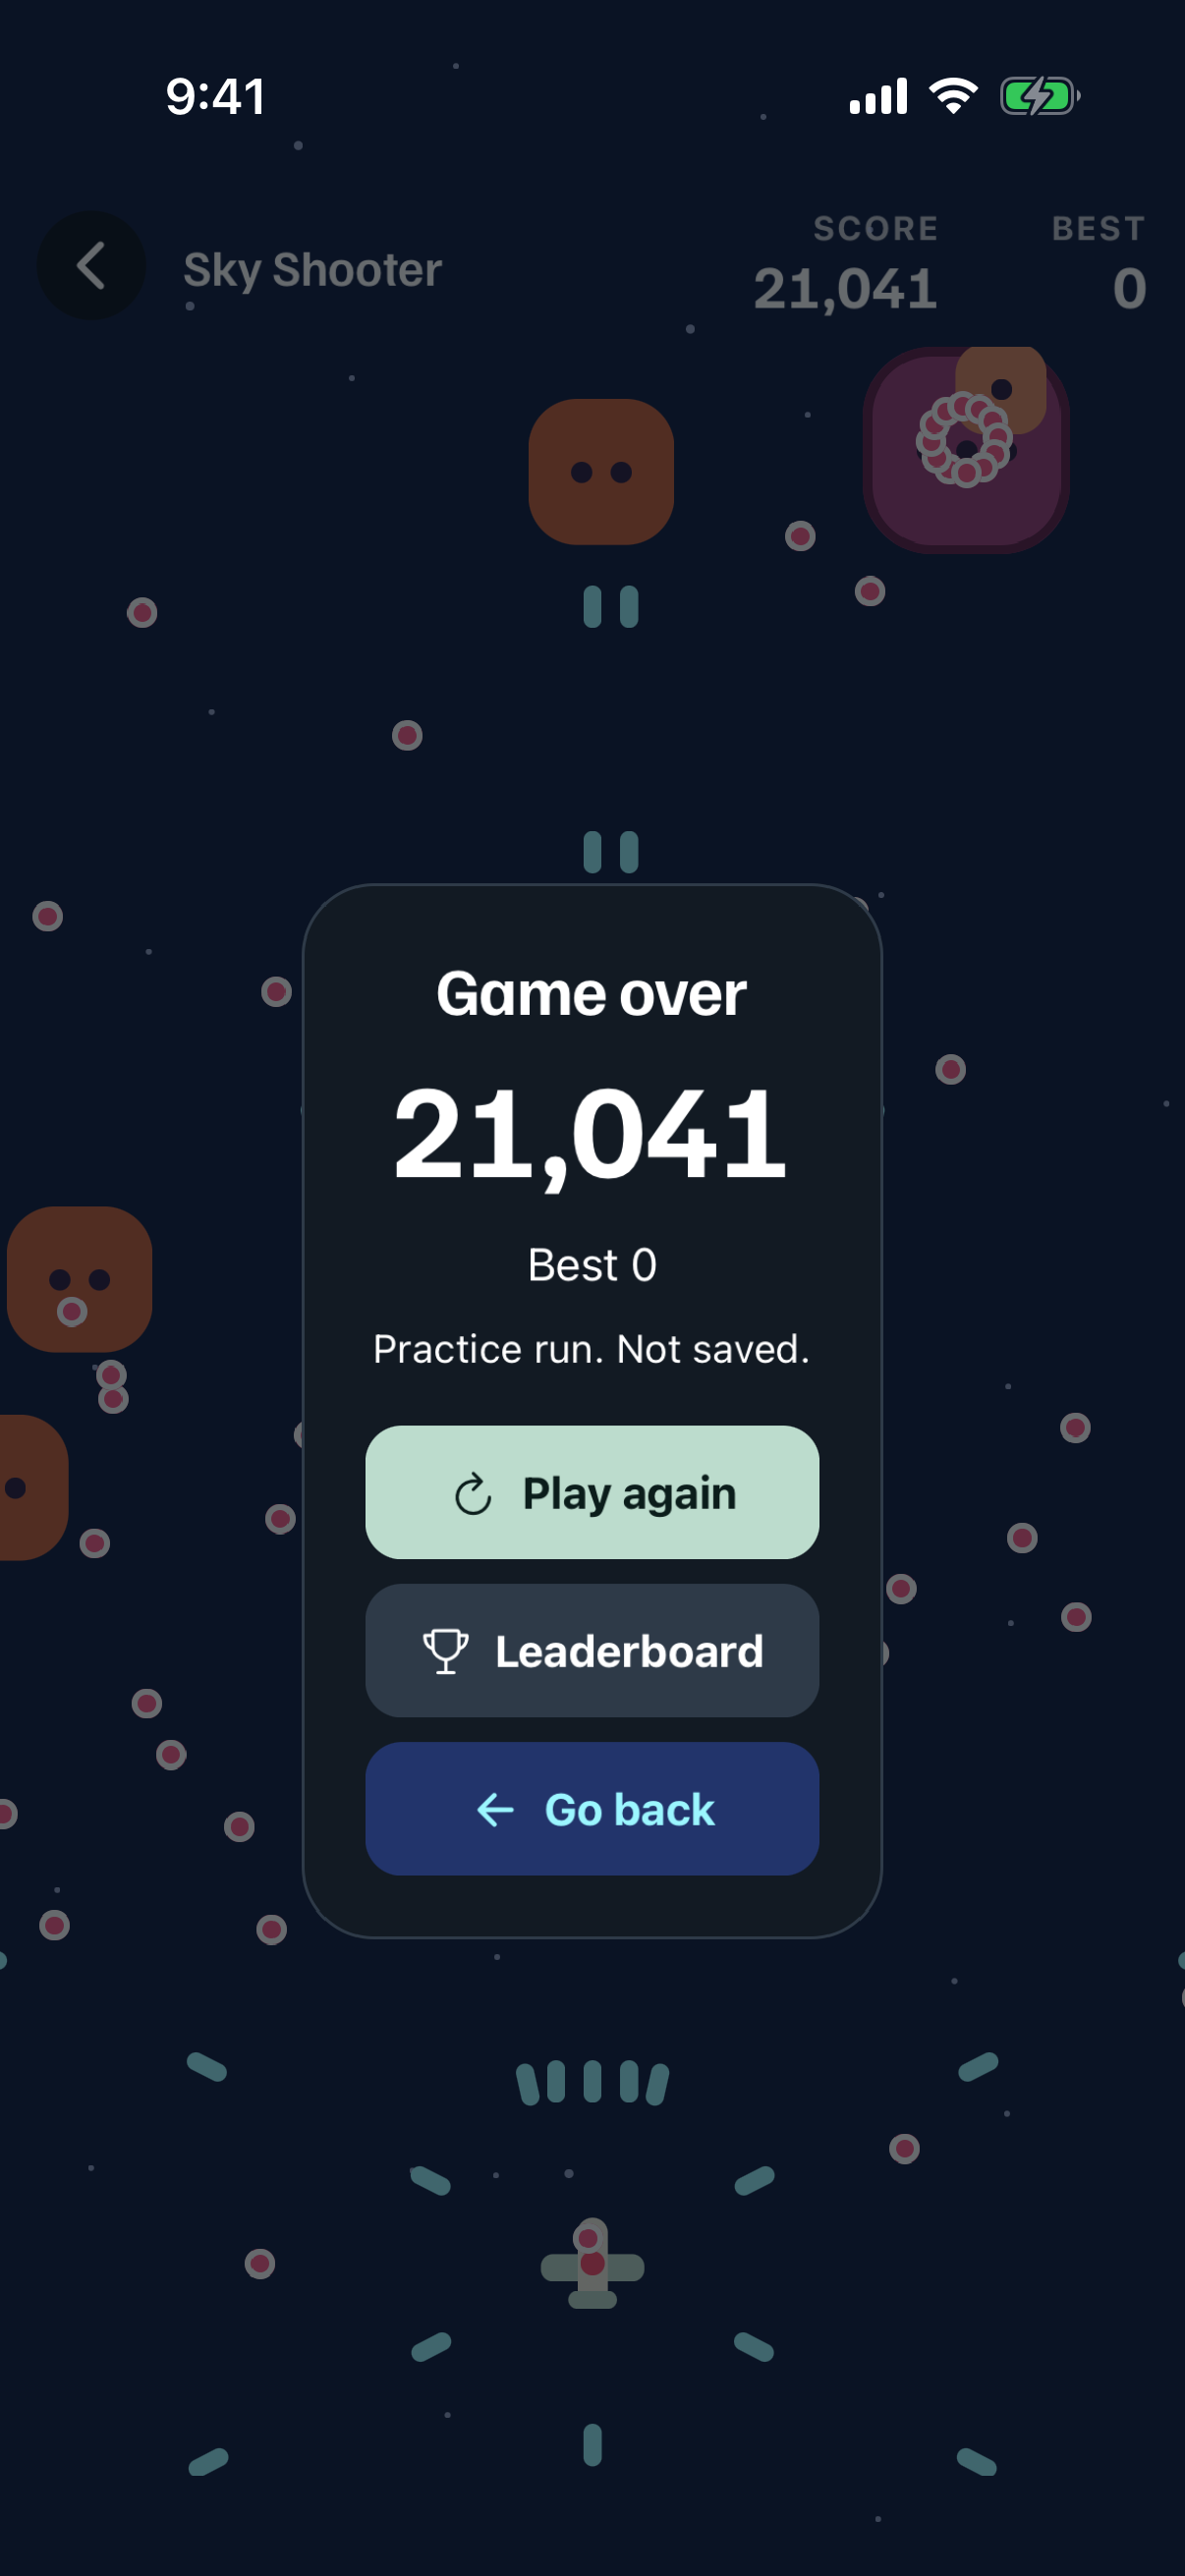 9:41
Sky Shooter
SCORE
21,041
BEST
0
Game over
21,041
Best 0
Practice run. Not saved.
Play again
Leaderboard
Go back